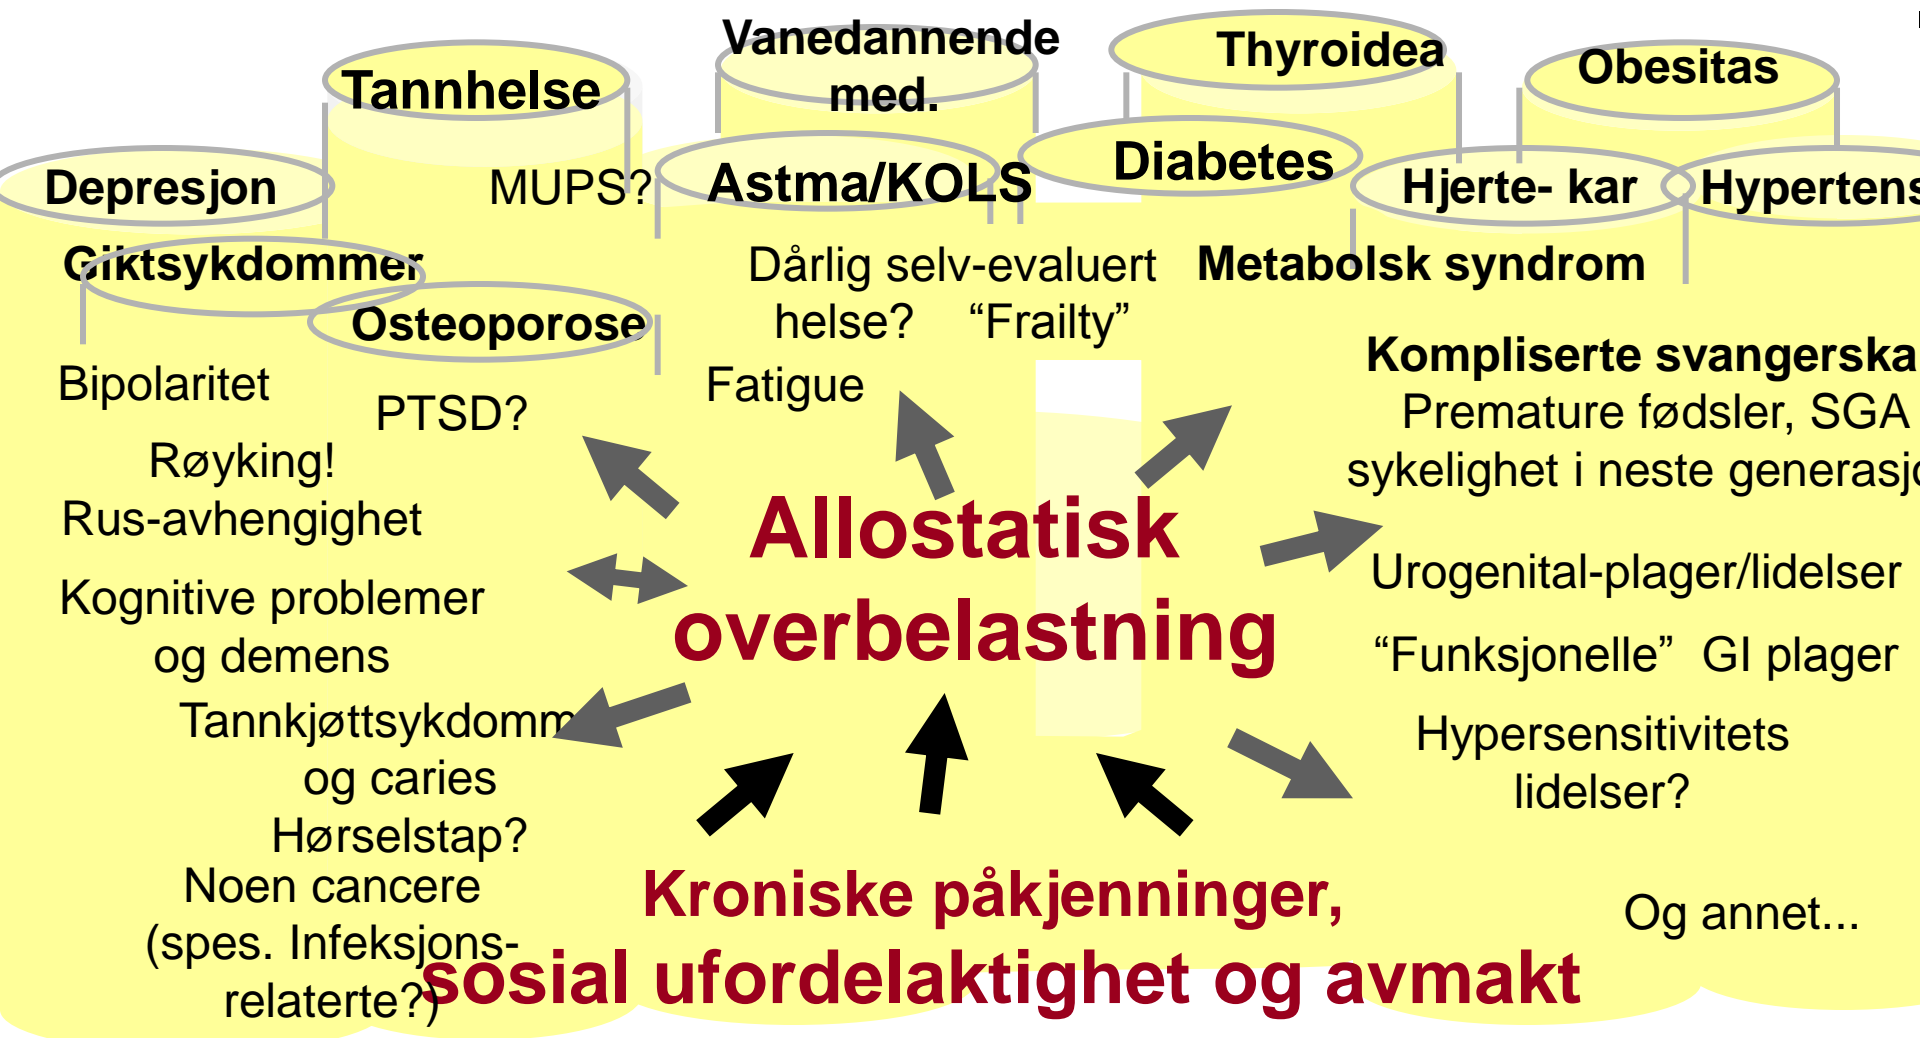 Vanedannende
med.
Thyroidea
Obesitas
Tannhelse
Depresjon
MUPS?
Astma/KOLS
Diabetes
Hjerte- kar
Hypertens
Giktsykdommer
Dårlig selv-evaluert
helse? “Frailty”
Metabolsk syndrom
Osteoporose
Bipolaritet
PTSD?
Fatigue
Kompliserte svangerska
Premature fødsler, SGA
sykelighet i neste generasjo
Røyking!
Rus-avhengighet
Allostatisk
overbelastning
Urogenital-plager/lidelser
Kognitive problemer
og demens
“Funksjonelle” GI plager
Tannkjøttsykdomm
og caries
Hørselstap?
Hypersensitivitets
lidelser?
Noen cancere
(spes. Infeksjons-
relaterte?)
Kroniske påkjenninger,
sosial ufordelaktighet og avmakt
Og annet...